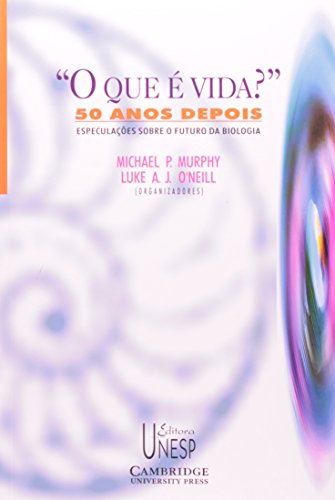 “O QUE É VIDA?”
50 ANOS DEPOIS
ESPECULAÇÕES SOBRE O FUTURO DA BIOLOGIA
MICHAEL P. MURPHY
LUKE A. J. O'NEILL
(ORGANIZADORES)
Editora
UNESP
CAMBRIDGE
UNIVERSITY PRESS